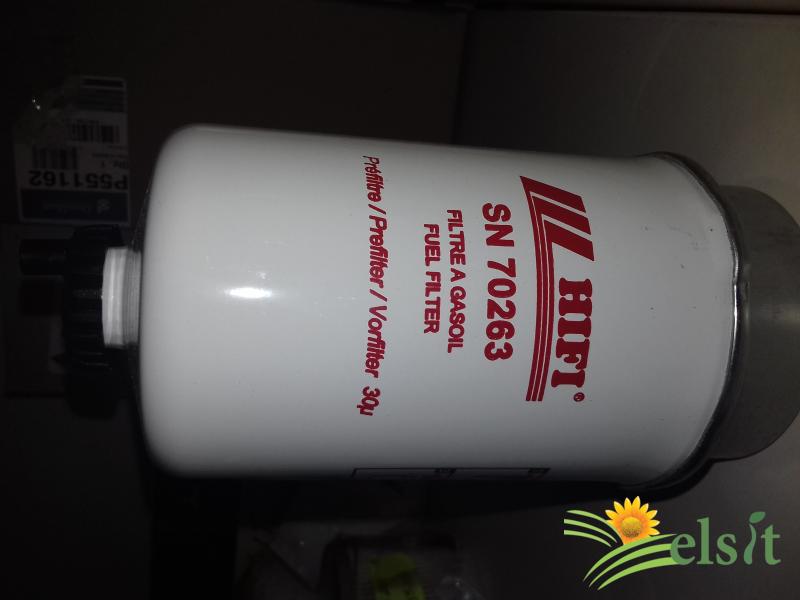 HIFI®
SN 70263
FILTRE A GASOIL
FUEL FILTER
Préfiltre / Prefilter / Vorfilter 30µ
P551162
elsit